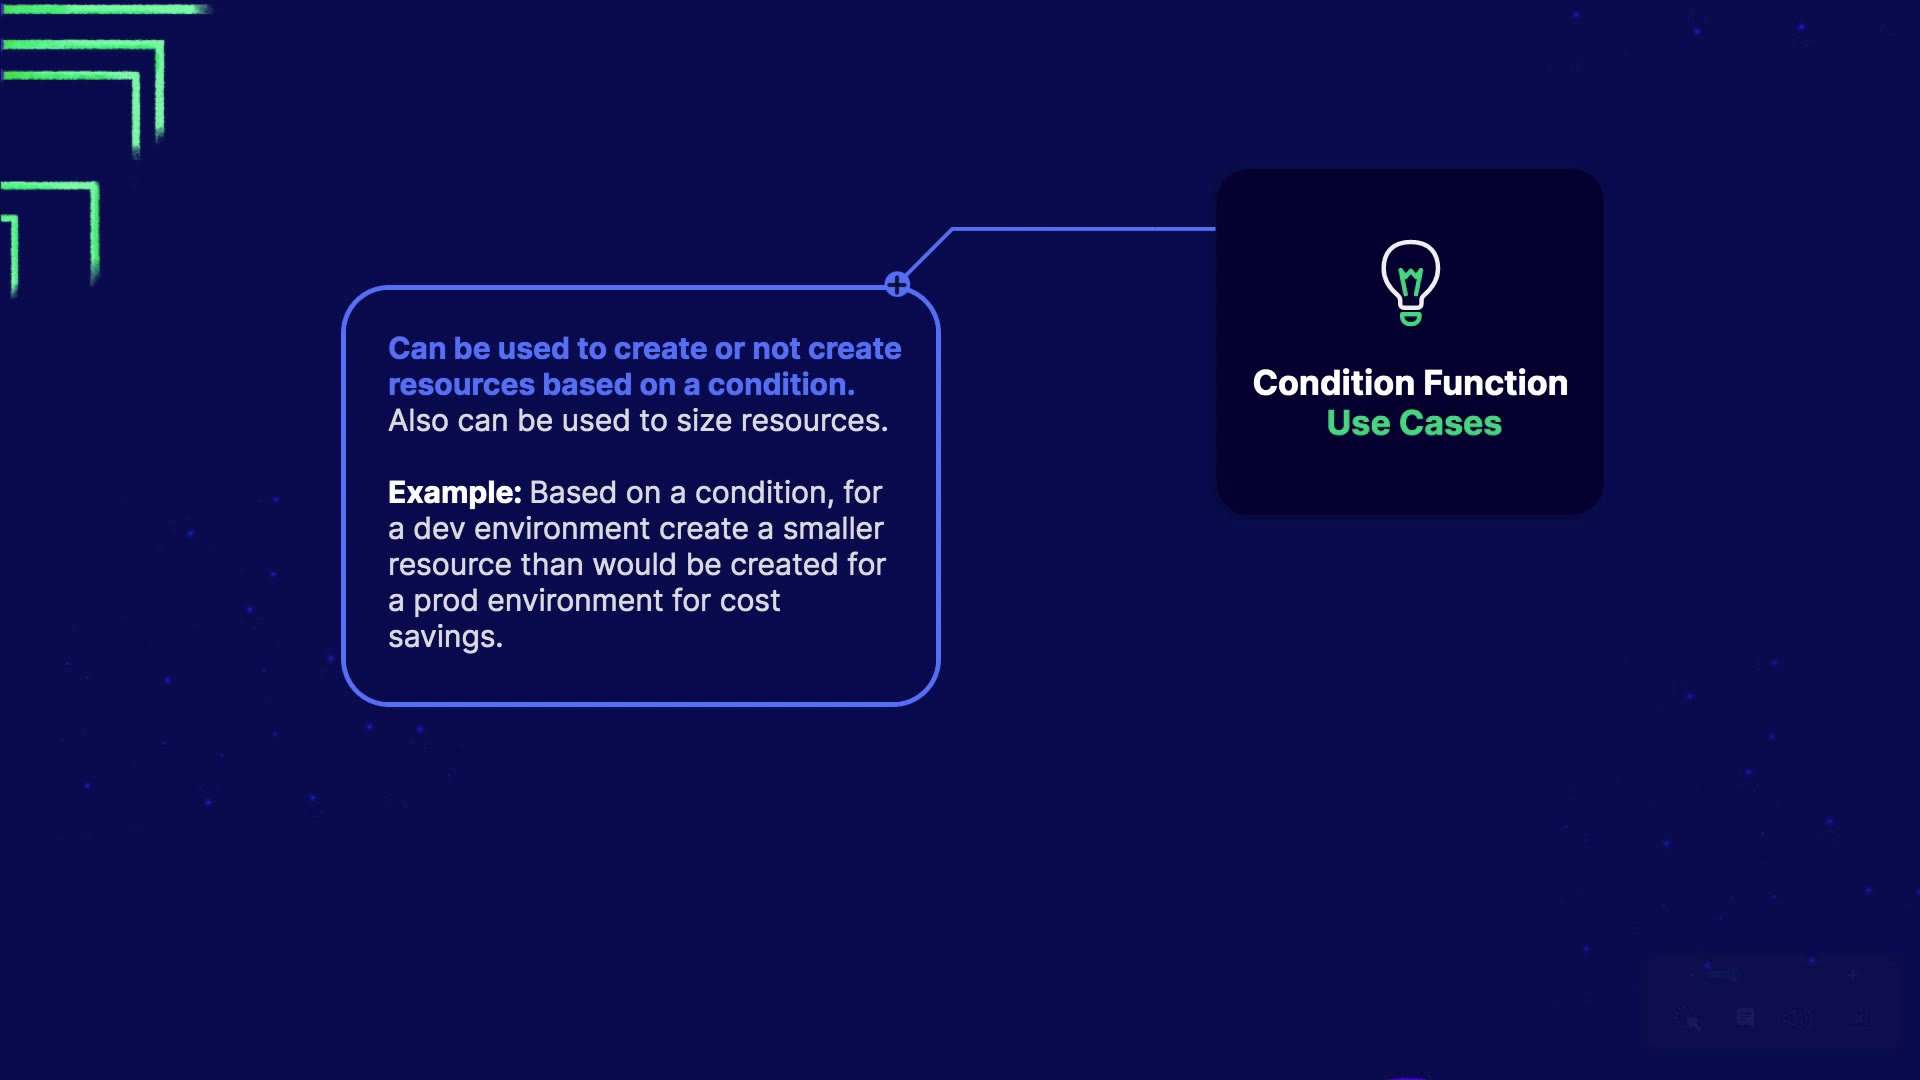 Can be used to create or not create
resources based on a condition.
Also can be used to size resources.
Example: Based on a condition, for
a dev environment create a smaller
resource than would be created for
a prod environment for cost
savings.
Condition Function
Use Cases